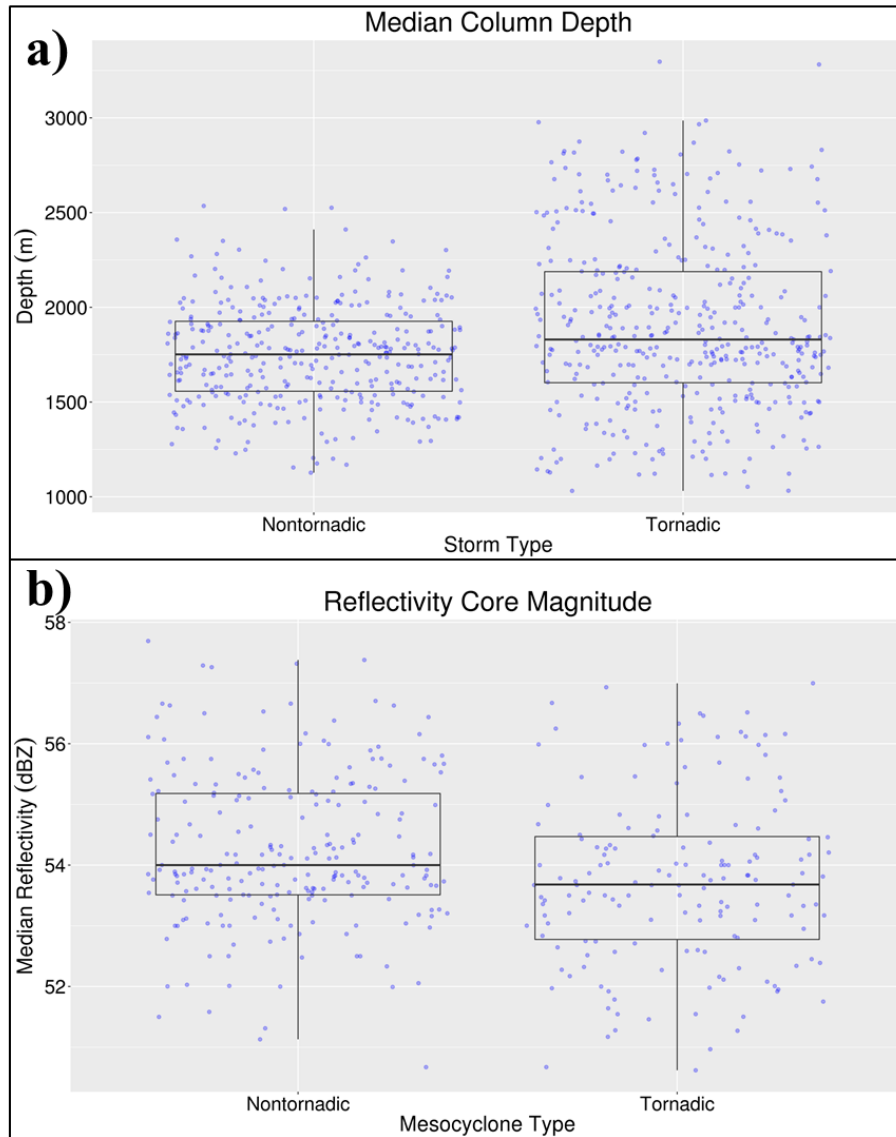 a)
Median Column Depth
Depth (m)
3000
2500
2000
1500
1000
Nontornadic Tornadic
Storm Type
b)
Reflectivity Core Magnitude
Median Reflectivity (dBZ)
58
56
54
52
Nontornadic Tornadic
Mesocyclone Type